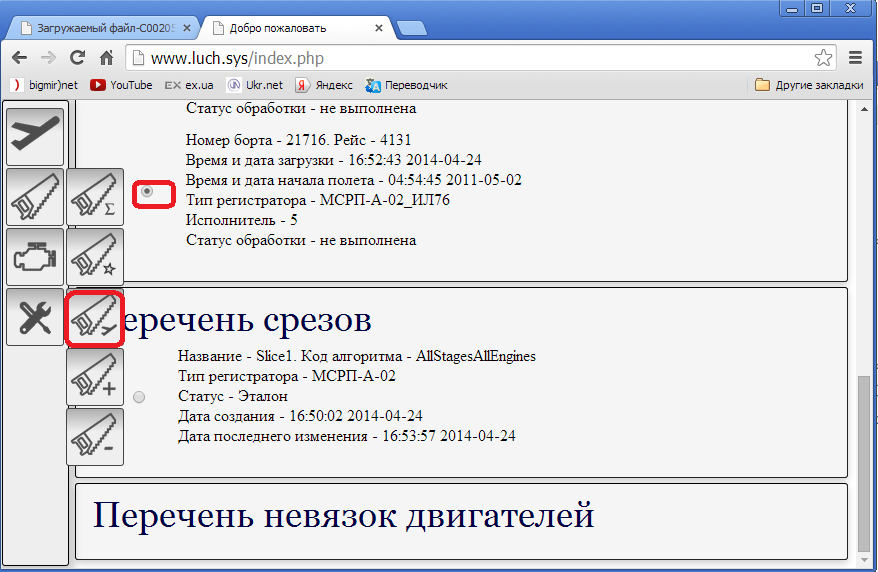 Загружаемый файл-C00205
Добро пожаловать
www.luch.sys/index.php
bigmir)net
YouTube
EX ex.ua
Ukr.net
Яндекс
Переводчик
Другие закладки
Статус обработки - не выполнена
Номер борта - 21716. Рейс - 4131
Время и дата загрузки - 16:52:43 2014-04-24
Время и дата начала полета - 04:54:45 2011-05-02
Тип регистратора - МСРП-А-02_ИЛ76
Исполнитель - 5
Статус обработки - не выполнена
еречень срезов
Название - Slice1. Код алгоритма - AllStagesAllEngines
Тип регистратора - МСРП-А-02
Статус - Эталон
Дата создания - 16:50:02 2014-04-24
Дата последнего изменения - 16:53:57 2014-04-24
Перечень невязок двигателей